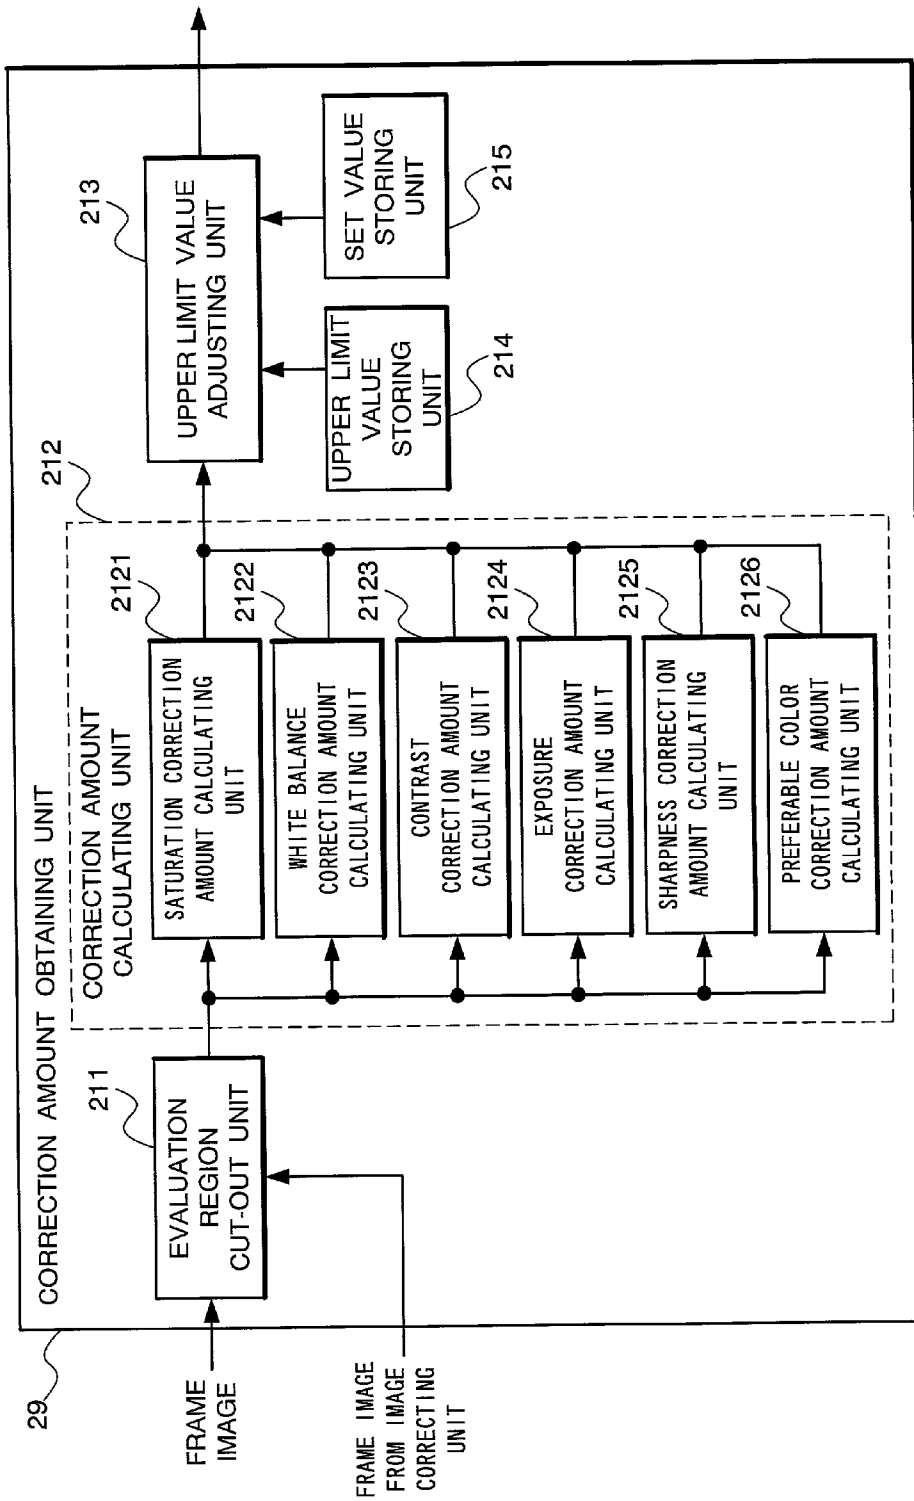 CORRECTION AMOUNT OBTAINING UNIT
29
FRAME
IMAGE
FRAME IMAGE
FROM IMAGE
CORRECTING
UNIT
211
EVALUATION
REGION
CUT-OUT UNIT
212
CORRECTION AMOUNT
CALCULATING UNIT
2121
SATURATION CORRECTION
AMOUNT CALCULATING
UNIT
2122
WHITE BALANCE
CORRECTION AMOUNT
CALCULATING UNIT
2123
CONTRAST
CORRECTION AMOUNT
CALCULATING UNIT
2124
EXPOSURE
CORRECTION AMOUNT
CALCULATING UNIT
2125
SHARPNESS CORRECTION
AMOUNT CALCULATING
UNIT
2126
PREFERABLE COLOR
CORRECTION AMOUNT
CALCULATING UNIT
213
UPPER LIMIT VALUE
ADJUSTING UNIT
UPPER LIMIT
VALUE
STORING
UNIT
214
SET VALUE
STORING
UNIT
215